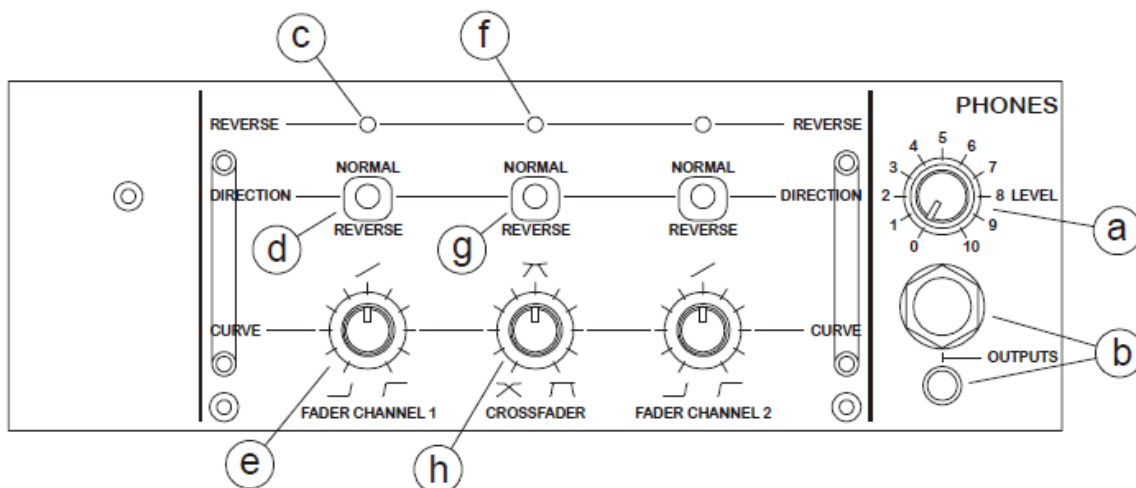 c f
PHONES
REVERSE REVERSE
5
4 6
NORMAL NORMAL NORMAL
3 7
DIRECTION DIRECTION
2 8 LEVEL
1 9
a
d REVERSE g REVERSE REVERSE
0 10
CURVE CURVE
b
OUTPUTS
FADER CHANNEL 1 CROSSFADER FADER CHANNEL 2
e h